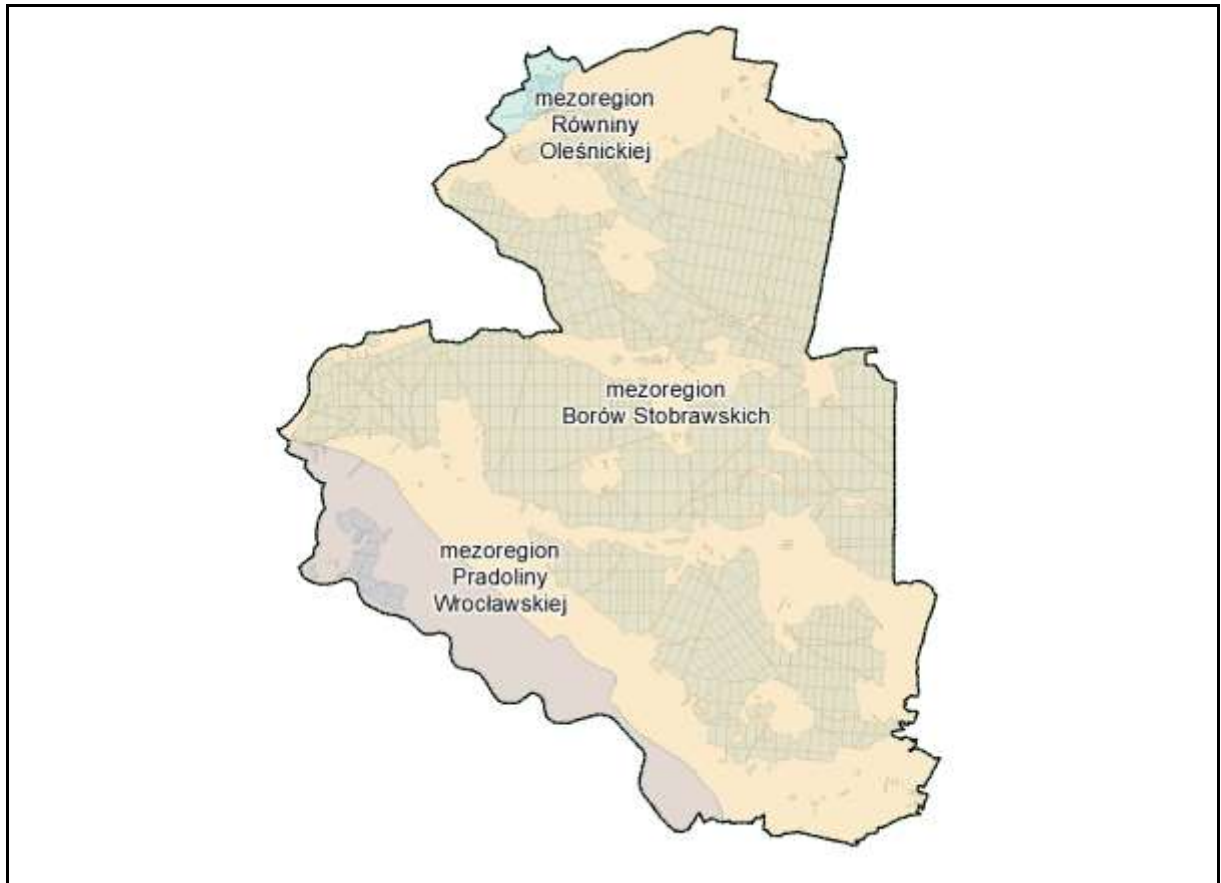 mezoregion
Równiny
Oleśnickiej
mezoregion
Borów Stobrawskich
mezoregion
Pradoliny
Wrocławskiej